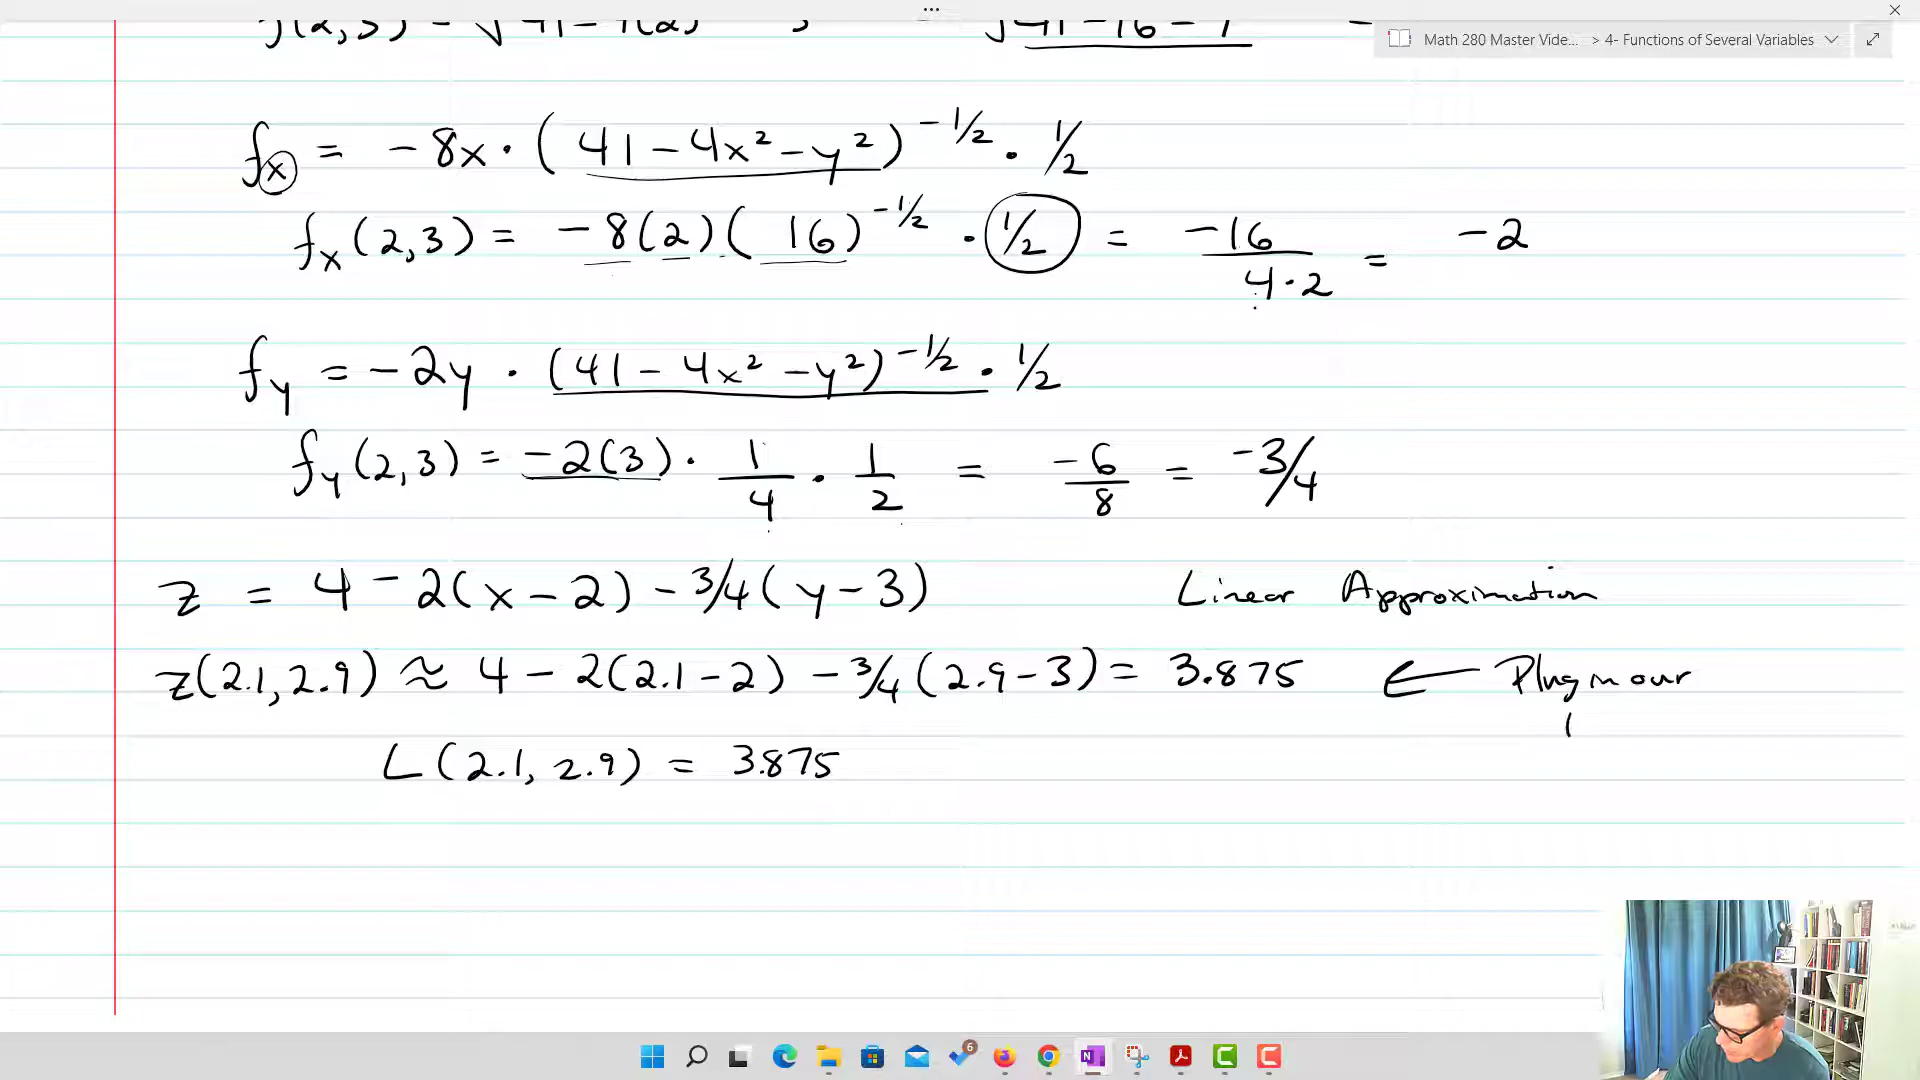 Math 280 Master Vide... > 4- Functions of Several Variables
fx = -8x · (41 - 4x² - y²)^-1/2 · 1/2
fx (2,3) = -8(2)(16)^-1/2 · 1/2 = -16/4·2 = -2
fy = -2y · (41 - 4x² - y²)^-1/2 · 1/2
fy (2,3) = -2(3) · 1/4 · 1/2 = -6/8 = -3/4
z = 4 - 2(x - 2) - 3/4(y - 3) Linear Approximation
z(2.1, 2.9) ≈ 4 - 2(2.1 - 2) - 3/4(2.9 - 3) = 3.875 ← Plug in our
L(2.1, 2.9) = 3.875
6